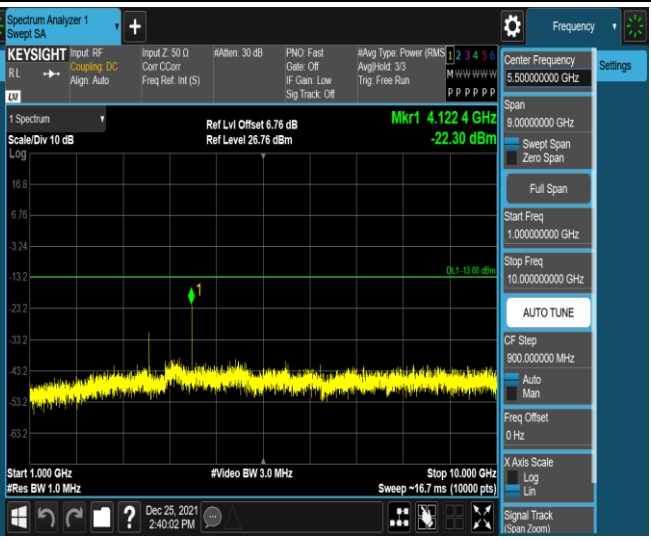 Spectrum Analyzer 1
Swept SA
Frequency
KEYSIGHT
Input: RF
Coupling: DC
Align: Auto
Input Z: 50 Ω
Corr CCorr
Freq Ref: Int (S)
#Atten: 30 dB
PNO: Fast
Gate: Off
IF Gain: Low
Sig Track: Off
#Avg Type: Power (RMS
Avg|Hold: 3/3
Trig: Free Run
1 2 3 4 5 6
M W W W W W
P P P P P P
RL
LXI
Center Frequency
5.500000000 GHz
Settings
Span
9.00000000 GHz
Swept Span
Zero Span
Full Span
Start Freq
1.000000000 GHz
Stop Freq
10.000000000 GHz
AUTO TUNE
CF Step
900.000000 MHz
Auto
Man
Freq Offset
0 Hz
X Axis Scale
Log
Lin
Signal Track
(Span Zoom)
1 Spectrum
Scale/Div 10 dB
Log
Ref Lvl Offset 6.76 dB
Ref Level 26.76 dBm
Mkr1 4.122 4 GHz
-22.30 dBm
16.8
6.76
-3.24
-13.2
-23.2
-33.2
-43.2
-53.2
-63.2
DL1 -13.00 dBm
1
Start 1.000 GHz
#Res BW 1.0 MHz
#Video BW 3.0 MHz
Stop 10.000 GHz
Sweep ~16.7 ms (10000 pts)
?
Dec 25, 2021
2:40:02 PM